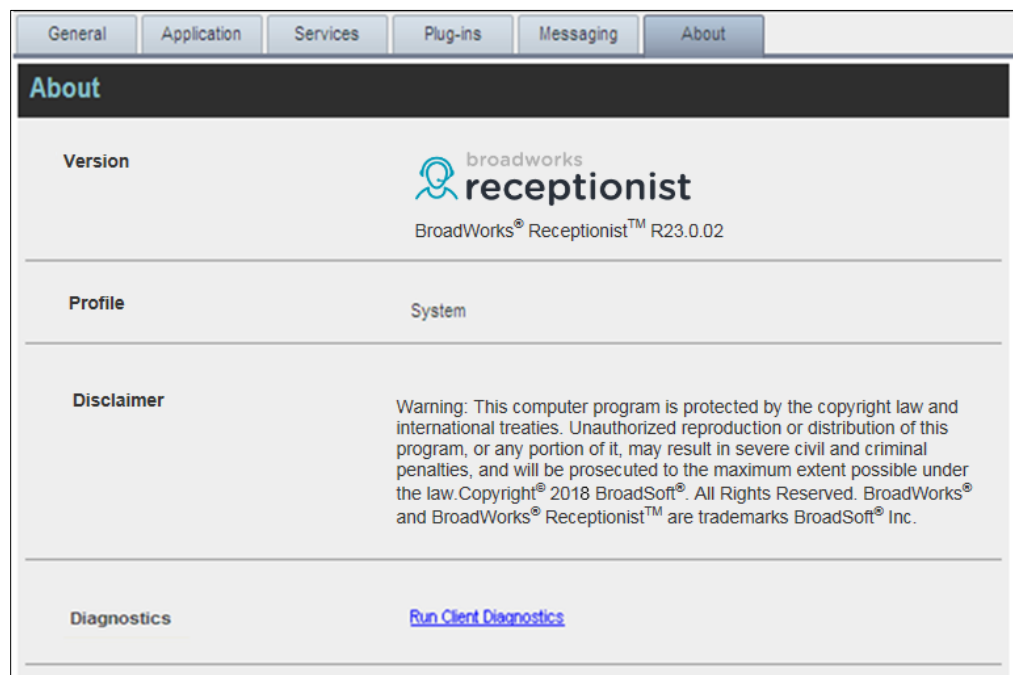 General Application Services Plug-ins Messaging About
About
Version
broadworks
receptionist
BroadWorks® Receptionist™ R23.0.02
Profile
System
Disclaimer
Warning: This computer program is protected by the copyright law and
international treaties. Unauthorized reproduction or distribution of this
program, or any portion of it, may result in severe civil and criminal
penalties, and will be prosecuted to the maximum extent possible under
the law.Copyright© 2018 BroadSoft®. All Rights Reserved. BroadWorks®
and BroadWorks® Receptionist™ are trademarks BroadSoft® Inc.
Diagnostics
Run Client Diagnostics